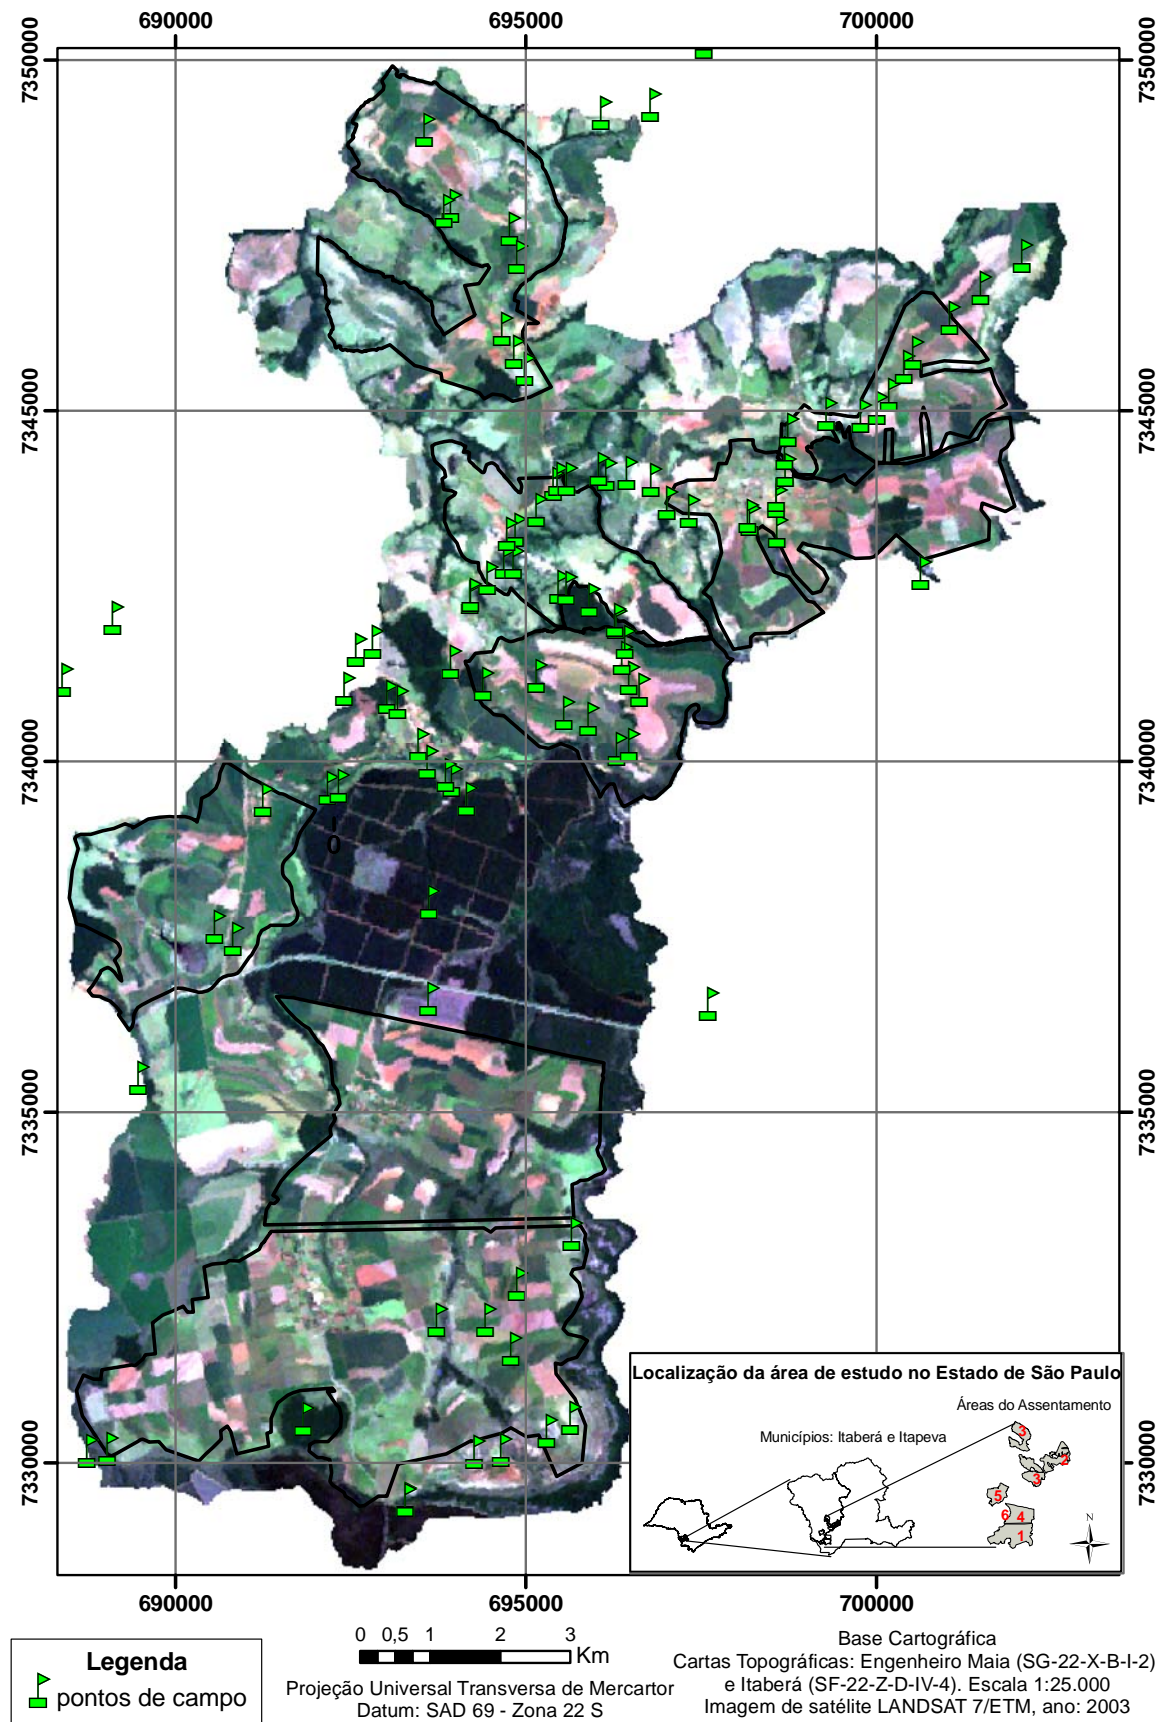 690000
695000
700000
7350000
7350000
7345000
7345000
7340000
7340000
0
7335000
7335000
7330000
7330000
Localização da área de estudo no Estado de São Paulo
Áreas do Assentamento
Municípios: Itaberá e Itapeva
3
2
3
5
6
4
1
N
690000
695000
700000
Legenda
pontos de campo
0 0,5 1 2 3
Km
Projeção Universal Transversa de Mercartor
Datum: SAD 69 - Zona 22 S
Base Cartográfica
Cartas Topográficas: Engenheiro Maia (SG-22-X-B-I-2)
e Itaberá (SF-22-Z-D-IV-4). Escala 1:25.000
Imagem de satélite LANDSAT 7/ETM, ano: 2003